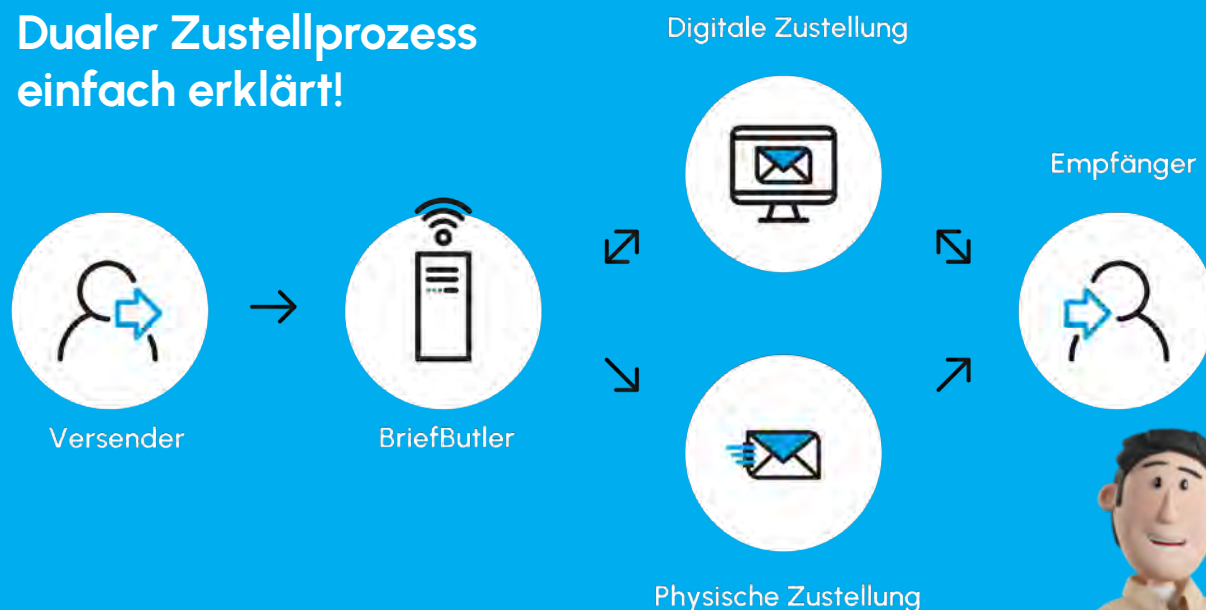 Dualer Zustellprozess
einfach erklärt!
Digitale Zustellung
Empfänger
Versender
BriefButler
Physische Zustellung